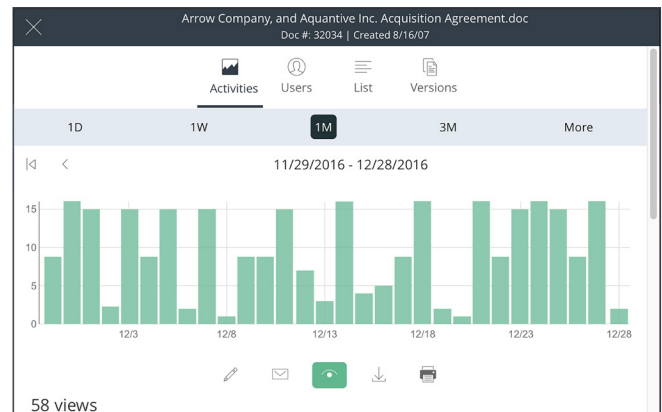 Arrow Company, and Aquantive Inc. Acquisition Agreement.doc
Doc #: 32034 | Created 8/16/07
Activities Users List Versions
1D 1W 1M 3M More
11/29/2016 - 12/28/2016
15
10
5
0
12/3 12/8 12/13 12/18 12/23 12/28
58 views